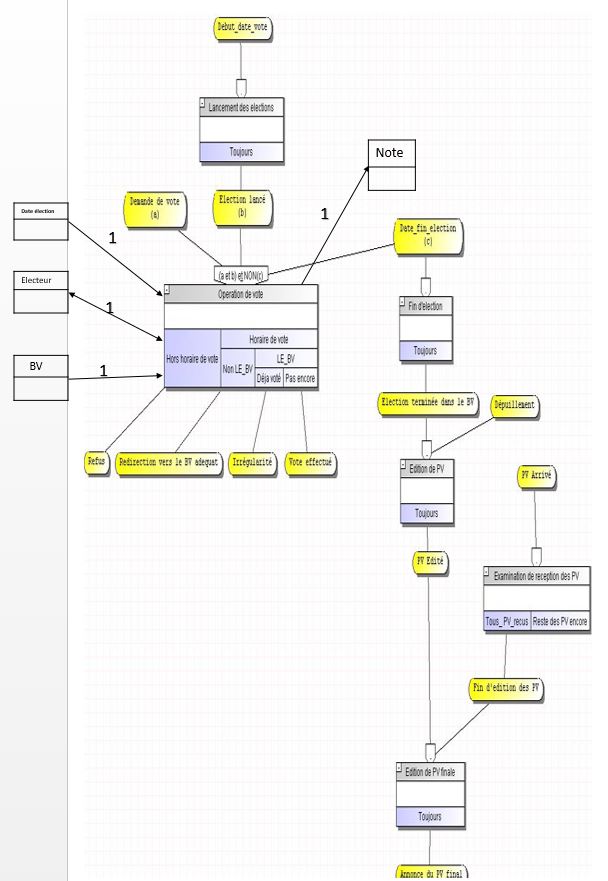 Début_date_vote
Lancement des elections
Toujours
Note
Demande de vote
(a)
Election lancé
(b)
1
Date élection
1
Date_fin_election
(c)
(a et b) et NON(c)
Operation de vote
Electeur
1
Fin d'election
Toujours
Hors horaire de vote
Horaire de vote
Non LE_BV
LE_BV
Déja voté
Pas encore
BV
1
Election terminée dans le BV
Dépuillement
Refus
Redirection vers le BV adequat
Irrégularité
Vote effectué
Edition de PV
Toujours
PV Arrivé
PV Edité
Examination de reception des PV
Tous_PV_recus
Reste des PV encore
Fin d'edition des PV
Edition de PV finale
Toujours
Annonce du PV final